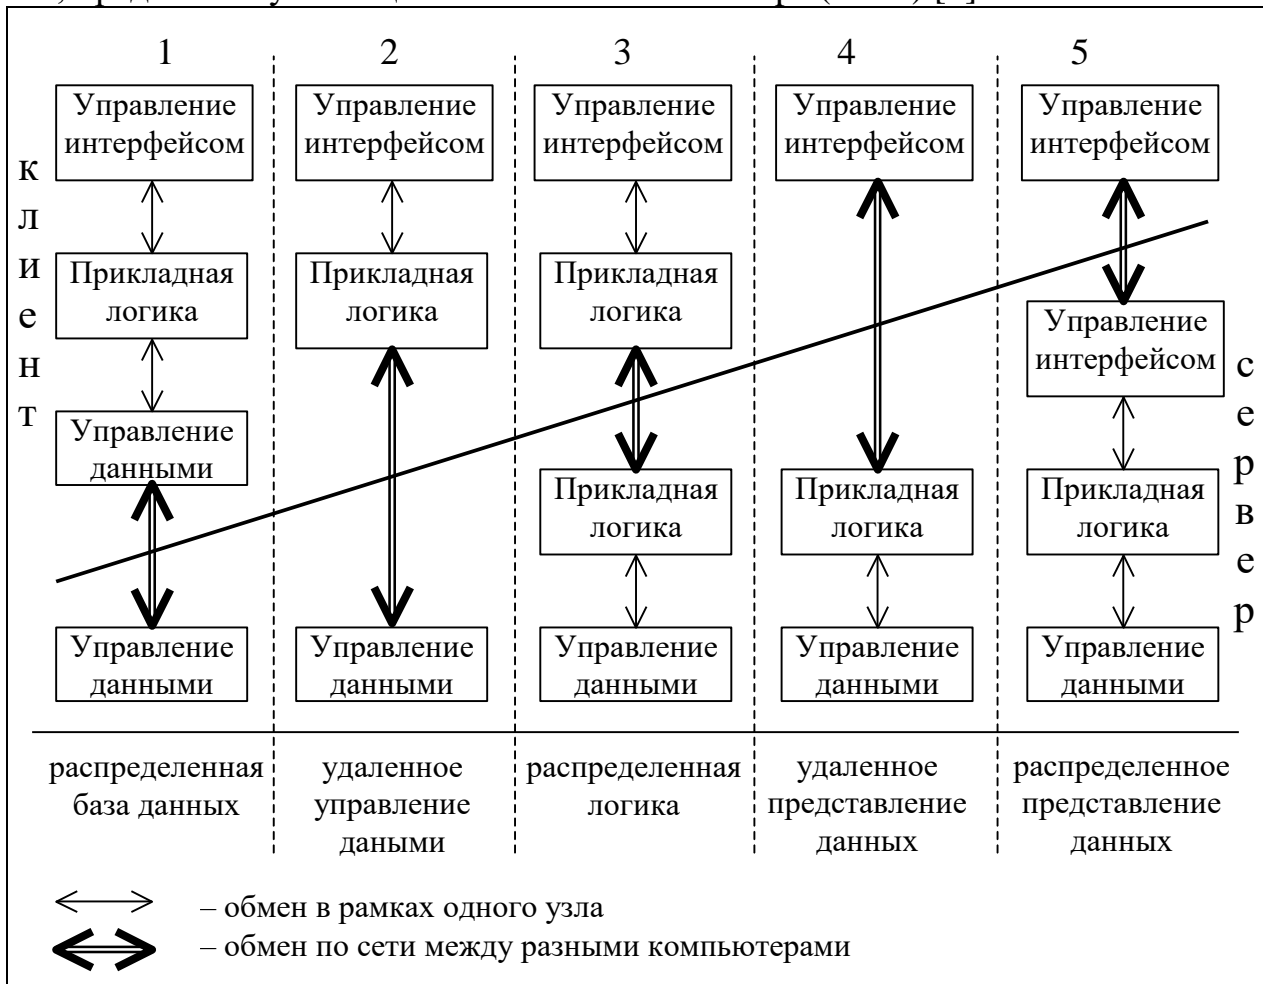 клиент
1
Управление
интерфейсом
Прикладная
логика
Управление
данными
Управление
данными
распределенная
база данных
2
Управление
интерфейсом
Прикладная
логика
Управление
данными
удаленное
управление
даными
3
Управление
интерфейсом
Прикладная
логика
Прикладная
логика
Управление
данными
распределенная
логика
4
Управление
интерфейсом
Прикладная
логика
Управление
данными
удаленное
представление
данных
5
Управление
интерфейсом
Управление
интерфейсом
Прикладная
логика
Управление
данными
распределенное
представление
данных
сервер
– обмен в рамках одного узла
– обмен по сети между разными компьютерами